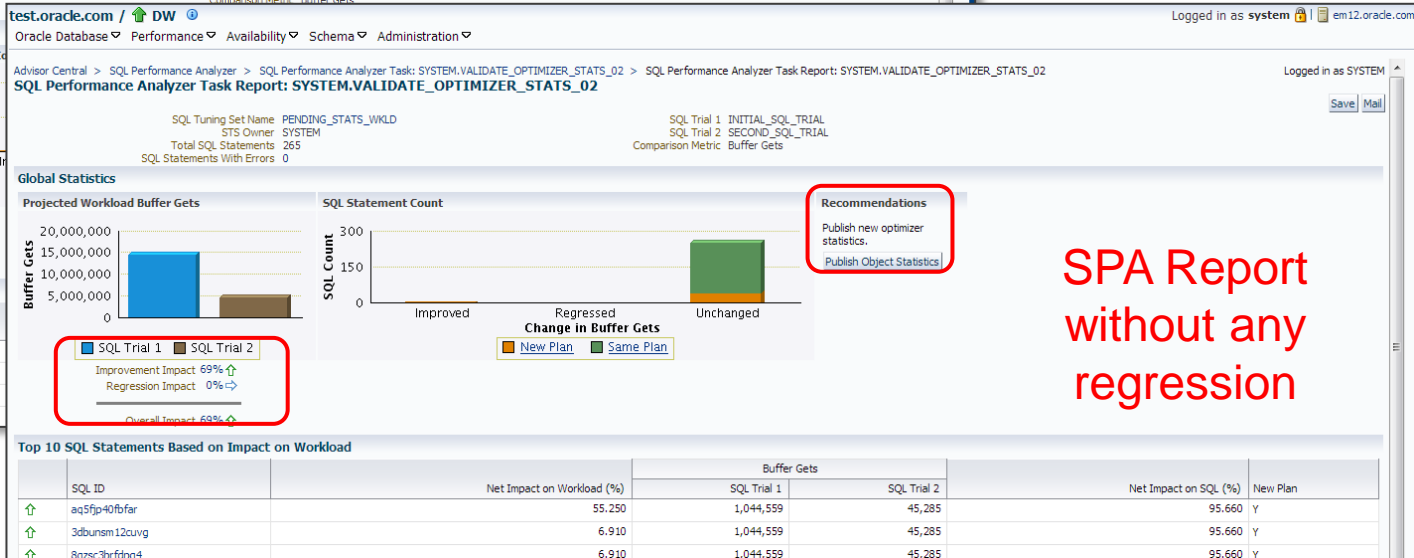 Comparison Metric Buffer Gets
test.oracle.com / DW
Logged in as system | em12.oracle.com
Oracle Database Performance Availability Schema Administration
Advisor Central > SQL Performance Analyzer > SQL Performance Analyzer Task: SYSTEM.VALIDATE_OPTIMIZER_STATS_02 > SQL Performance Analyzer Task Report: SYSTEM.VALIDATE_OPTIMIZER_STATS_02
Logged in as SYSTEM
SQL Performance Analyzer Task Report: SYSTEM.VALIDATE_OPTIMIZER_STATS_02
Save Mail
SQL Tuning Set Name PENDING_STATS_WKLD
STS Owner SYSTEM
Total SQL Statements 265
SQL Statements With Errors 0
SQL Trial 1 INITIAL_SQL_TRIAL
SQL Trial 2 SECOND_SQL_TRIAL
Comparison Metric Buffer Gets
Global Statistics
Projected Workload Buffer Gets
20,000,000
15,000,000
10,000,000
5,000,000
0
Buffer Gets
SQL Trial 1 SQL Trial 2
Improvement Impact 69%
Regression Impact 0%
Overall Impact 69%
SQL Statement Count
300
150
0
SQL Count
Improved Regressed Unchanged
Change in Buffer Gets
New Plan Same Plan
Recommendations
Publish new optimizer
statistics.
Publish Object Statistics
SPA Report
without any
regression
Top 10 SQL Statements Based on Impact on Workload
Buffer Gets
SQL ID Net Impact on Workload (%) SQL Trial 1 SQL Trial 2 Net Impact on SQL (%) New Plan
aq5fjp40fbfar 55.250 1,044,559 45,285 95.660 Y
3dbunsm12cuvg 6.910 1,044,559 45,285 95.660 Y
8qzsc3brfdnq4 6.910 1,044,559 45,285 95.660 Y